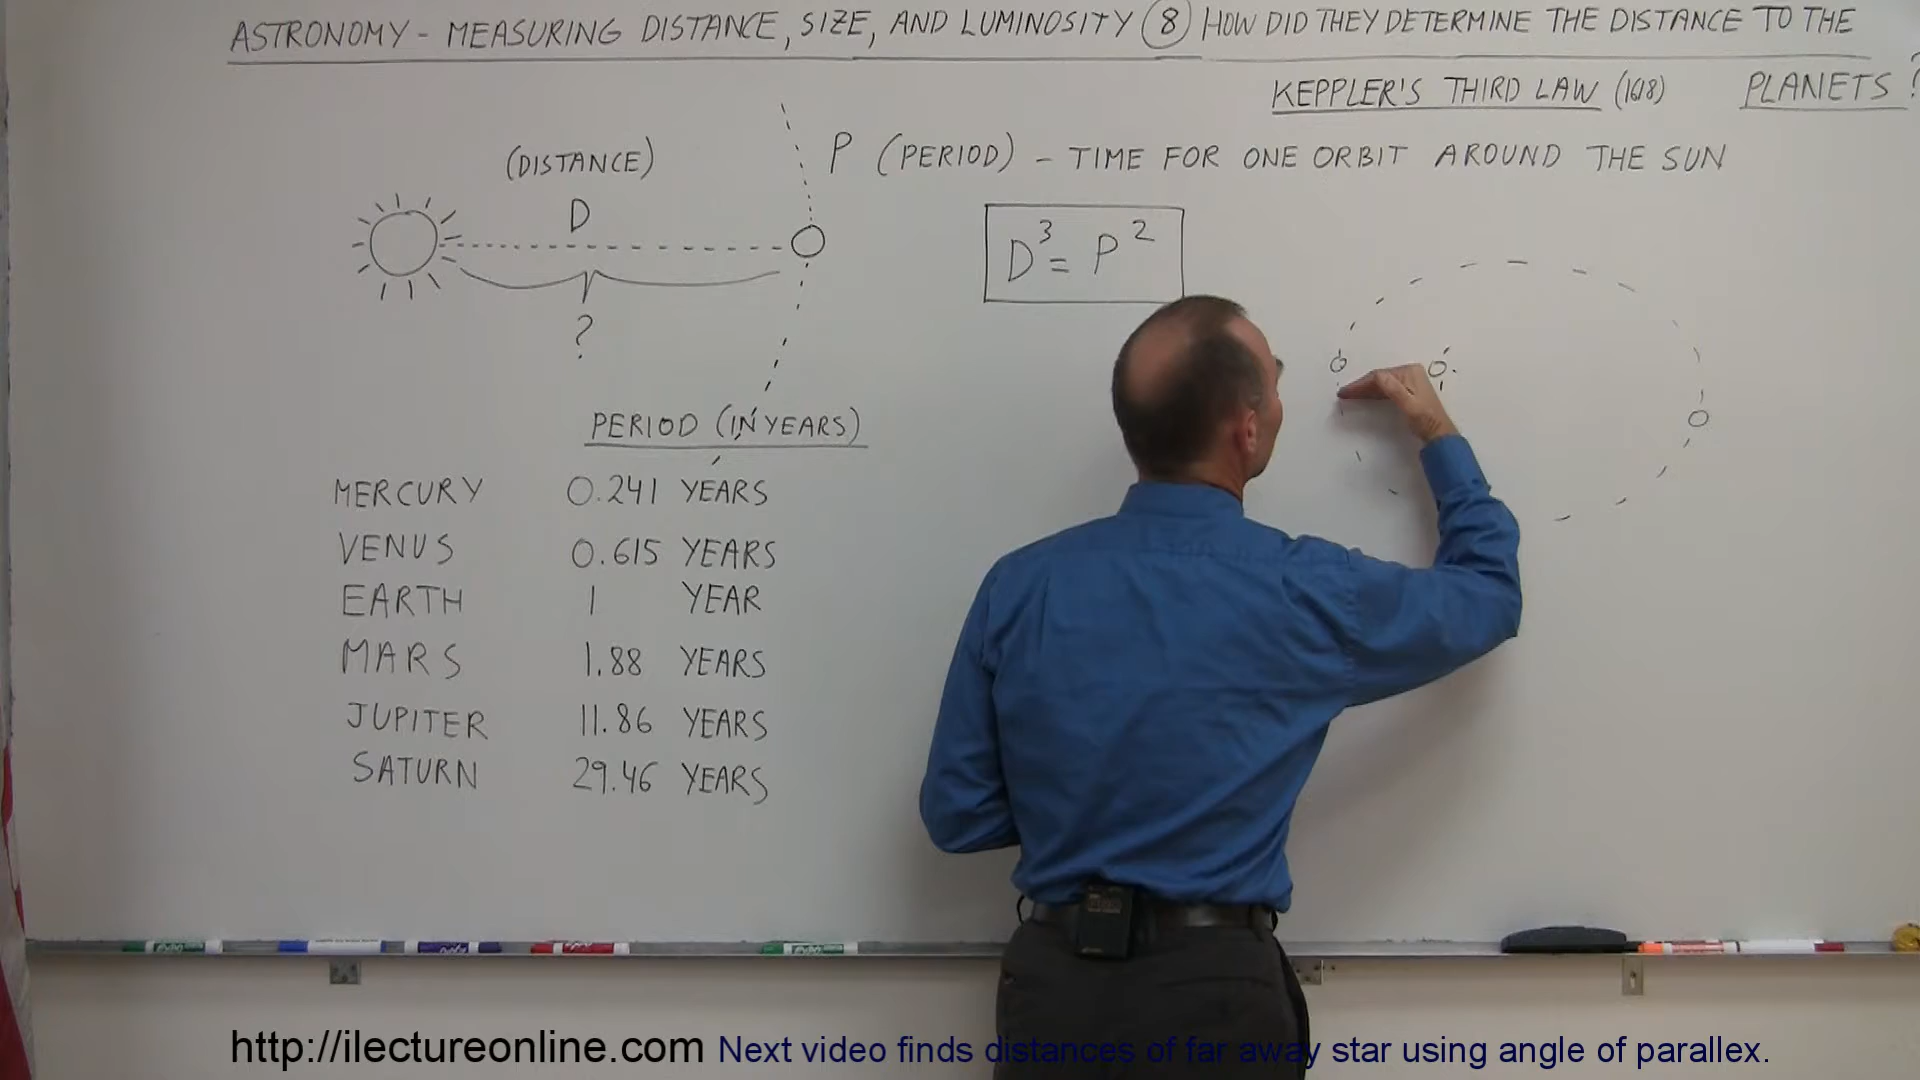 ASTRONOMY - MEASURING DISTANCE, SIZE, AND LUMINOSITY 8 HOW DID THEY DETERMINE THE DISTANCE TO THE
KEPPLER'S THIRD LAW (1618) PLANETS ?
(DISTANCE)
P (PERIOD) - TIME FOR ONE ORBIT AROUND THE SUN
D
D³ = P²
?
PERIOD (IN YEARS)
MERCURY 0.241 YEARS
VENUS 0.615 YEARS
EARTH 1 YEAR
MARS 1.88 YEARS
JUPITER 11.86 YEARS
SATURN 29.46 YEARS
http://ilectureonline.com Next video finds distances of far away star using angle of parallex.